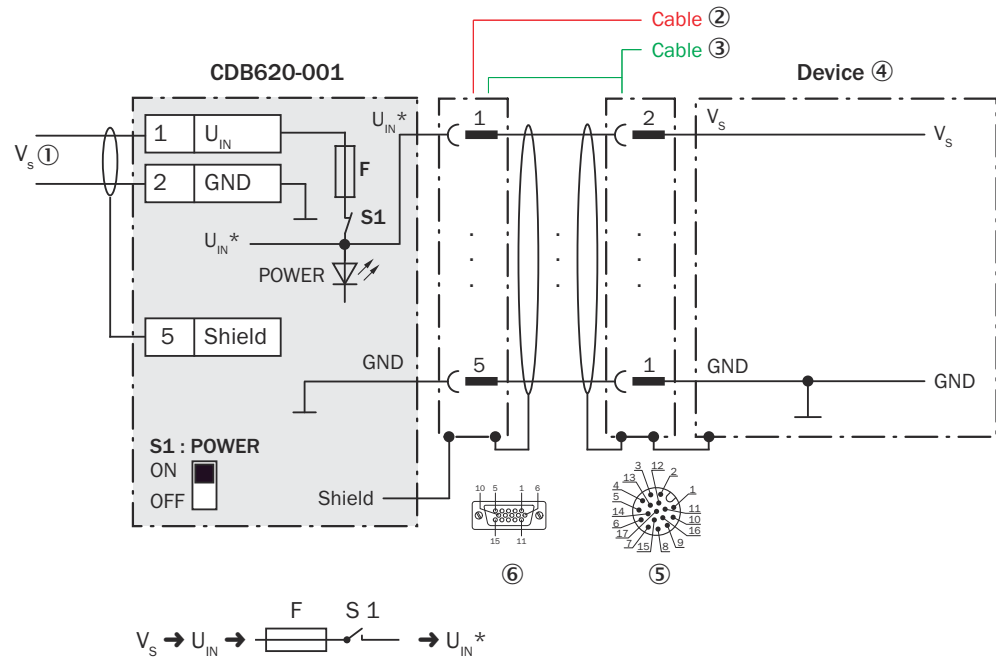 Cable ②
Cable ③
CDB620-001
Device ④
V_S ①
1 U_IN
2 GND
F
S1
U_IN*
POWER
5 Shield
U_IN*
1
2
V_S
V_S
GND
5
1
GND
GND
S1 : POWER
ON
OFF
Shield
10 5 1 6
15 11
⑥
3 12 2
13
4 1
5 11
14 10
6 16
17
7 15 8 9
⑤
F S 1
V_S ➔ U_IN ➔ ➔ U_IN*